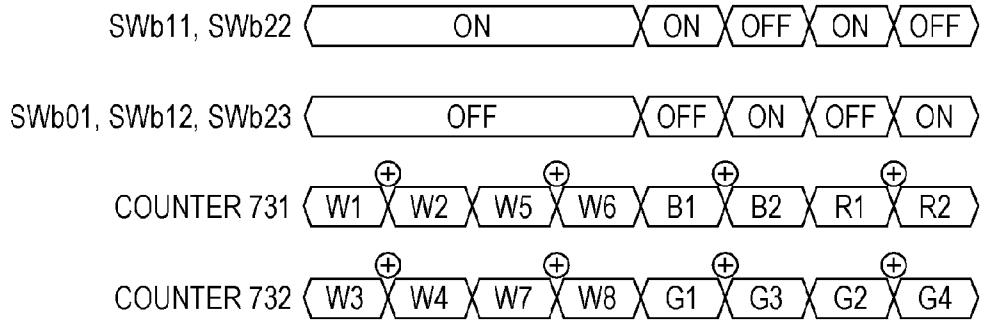 SWb11, SWb22 ON ON OFF ON OFF
SWb01, SWb12, SWb23 OFF OFF ON OFF ON
+ + + +
COUNTER 731 W1 W2 W5 W6 B1 B2 R1 R2
+ + + +
COUNTER 732 W3 W4 W7 W8 G1 G3 G2 G4